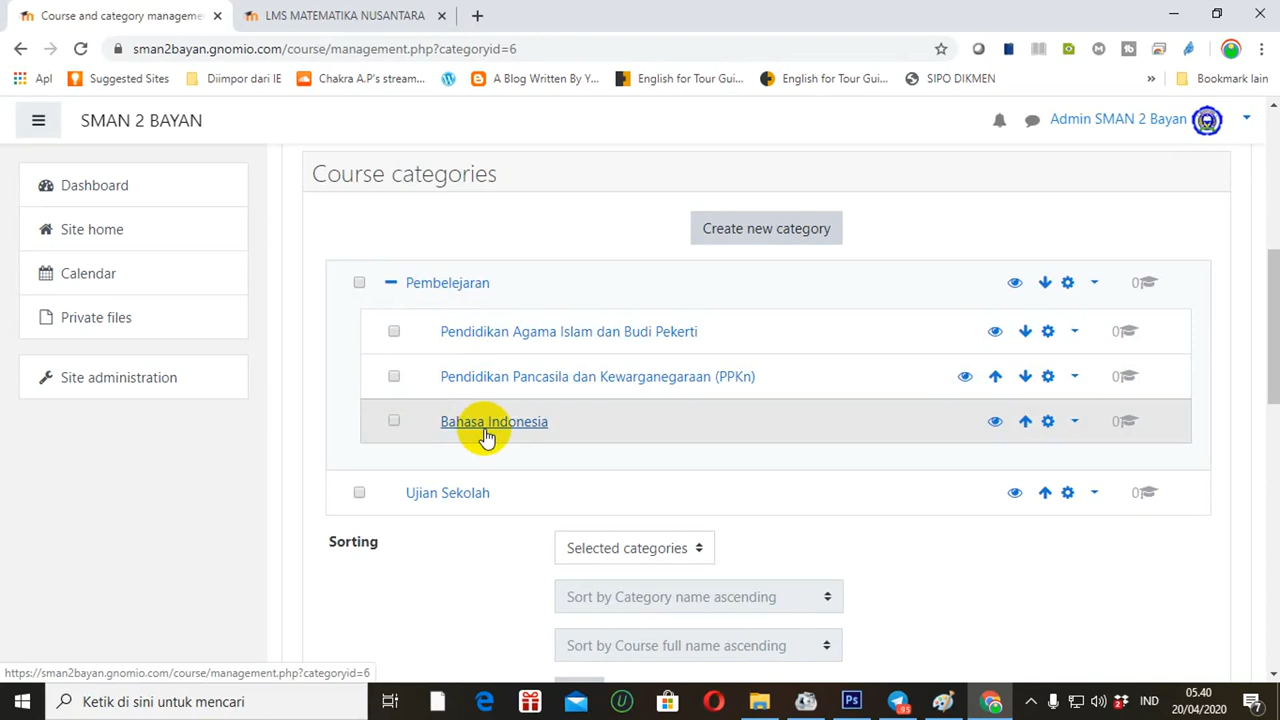 Course and category manageme
LMS MATEMATIKA NUSANTARA
sman2bayan.gnomio.com/course/management.php?categoryid=6
Apl
Suggested Sites
Diimpor dari IE
Chakra A.P's stream...
A Blog Written By Y...
English for Tour Gui...
English for Tour Gui...
SIPO DIKMEN
Bookmark lain
SMAN 2 BAYAN
Admin SMAN 2 Bayan
Dashboard
Site home
Calendar
Private files
Site administration
Course categories
Create new category
Pembelejaran
0
Pendidikan Agama Islam dan Budi Pekerti
0
Pendidikan Pancasila dan Kewarganegaraan (PPKn)
0
Bahasa Indonesia
0
Ujian Sekolah
0
Sorting
Selected categories
Sort by Category name ascending
Sort by Course full name ascending
https://sman2bayan.gnomio.com/course/management.php?categoryid=6
Ketik di sini untuk mencari
Ps
95
IND
05.40
20/04/2020
7